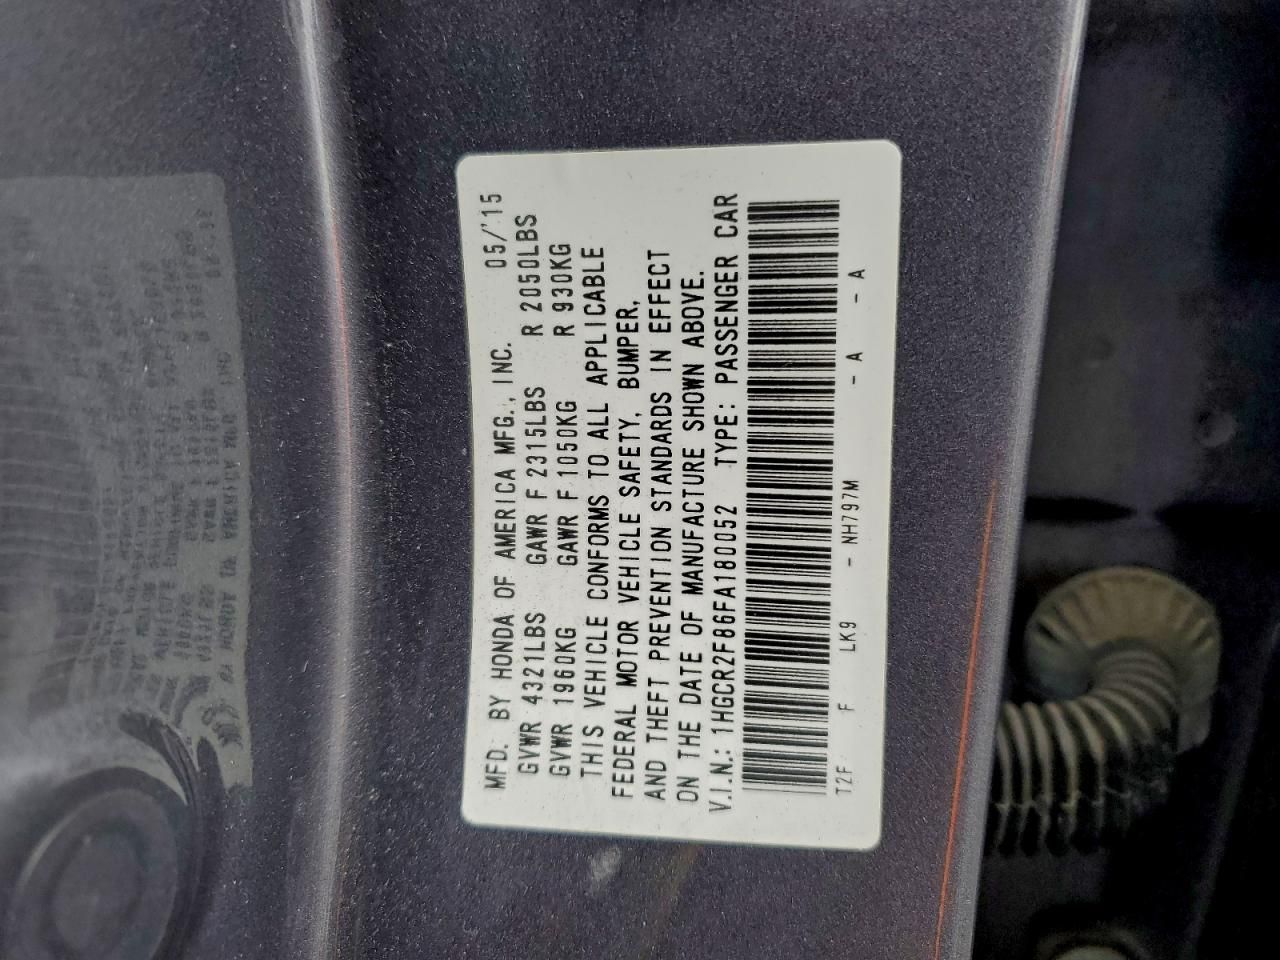 MFD. BY HONDA OF AMERICA MFG., INC. 05/'15
GVWR 4321LBS GAWR F 2315LBS R 2050LBS
GVWR 1960KG GAWR F 1050KG R 930KG
THIS VEHICLE CONFORMS TO ALL APPLICABLE
FEDERAL MOTOR VEHICLE SAFETY, BUMPER,
AND THEFT PREVENTION STANDARDS IN EFFECT
ON THE DATE OF MANUFACTURE SHOWN ABOVE.
V.I.N.: 1HGCR2F86FA180052 TYPE: PASSENGER CAR
T2F F LK9 - NH797M - A - A